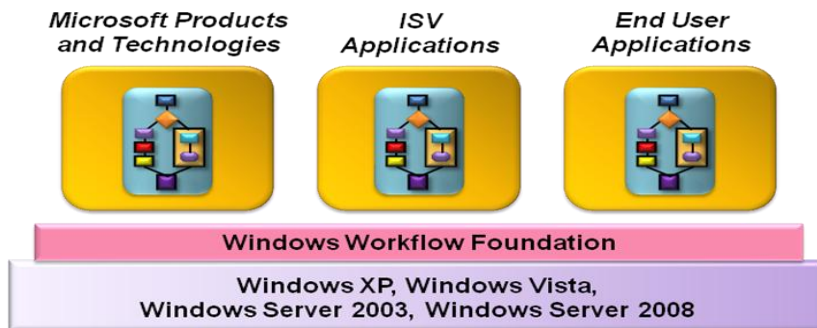 Microsoft Products
and Technologies
ISV
Applications
End User
Applications
Windows Workflow Foundation
Windows XP, Windows Vista,
Windows Server 2003, Windows Server 2008